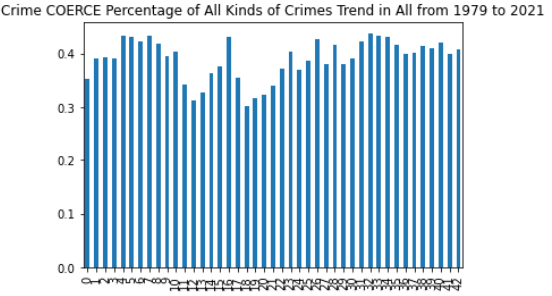 Crime COERCE Percentage of All Kinds of Crimes Trend in All from 1979 to 2021
0.4
0.3
0.2
0.1
0.0
0 1 2 3 4 5 6 7 8 9 10 11 12 13 14 15 16 17 18 19 20 21 22 23 24 25 26 27 28 29 30 31 32 33 34 35 36 37 38 39 40 41 42